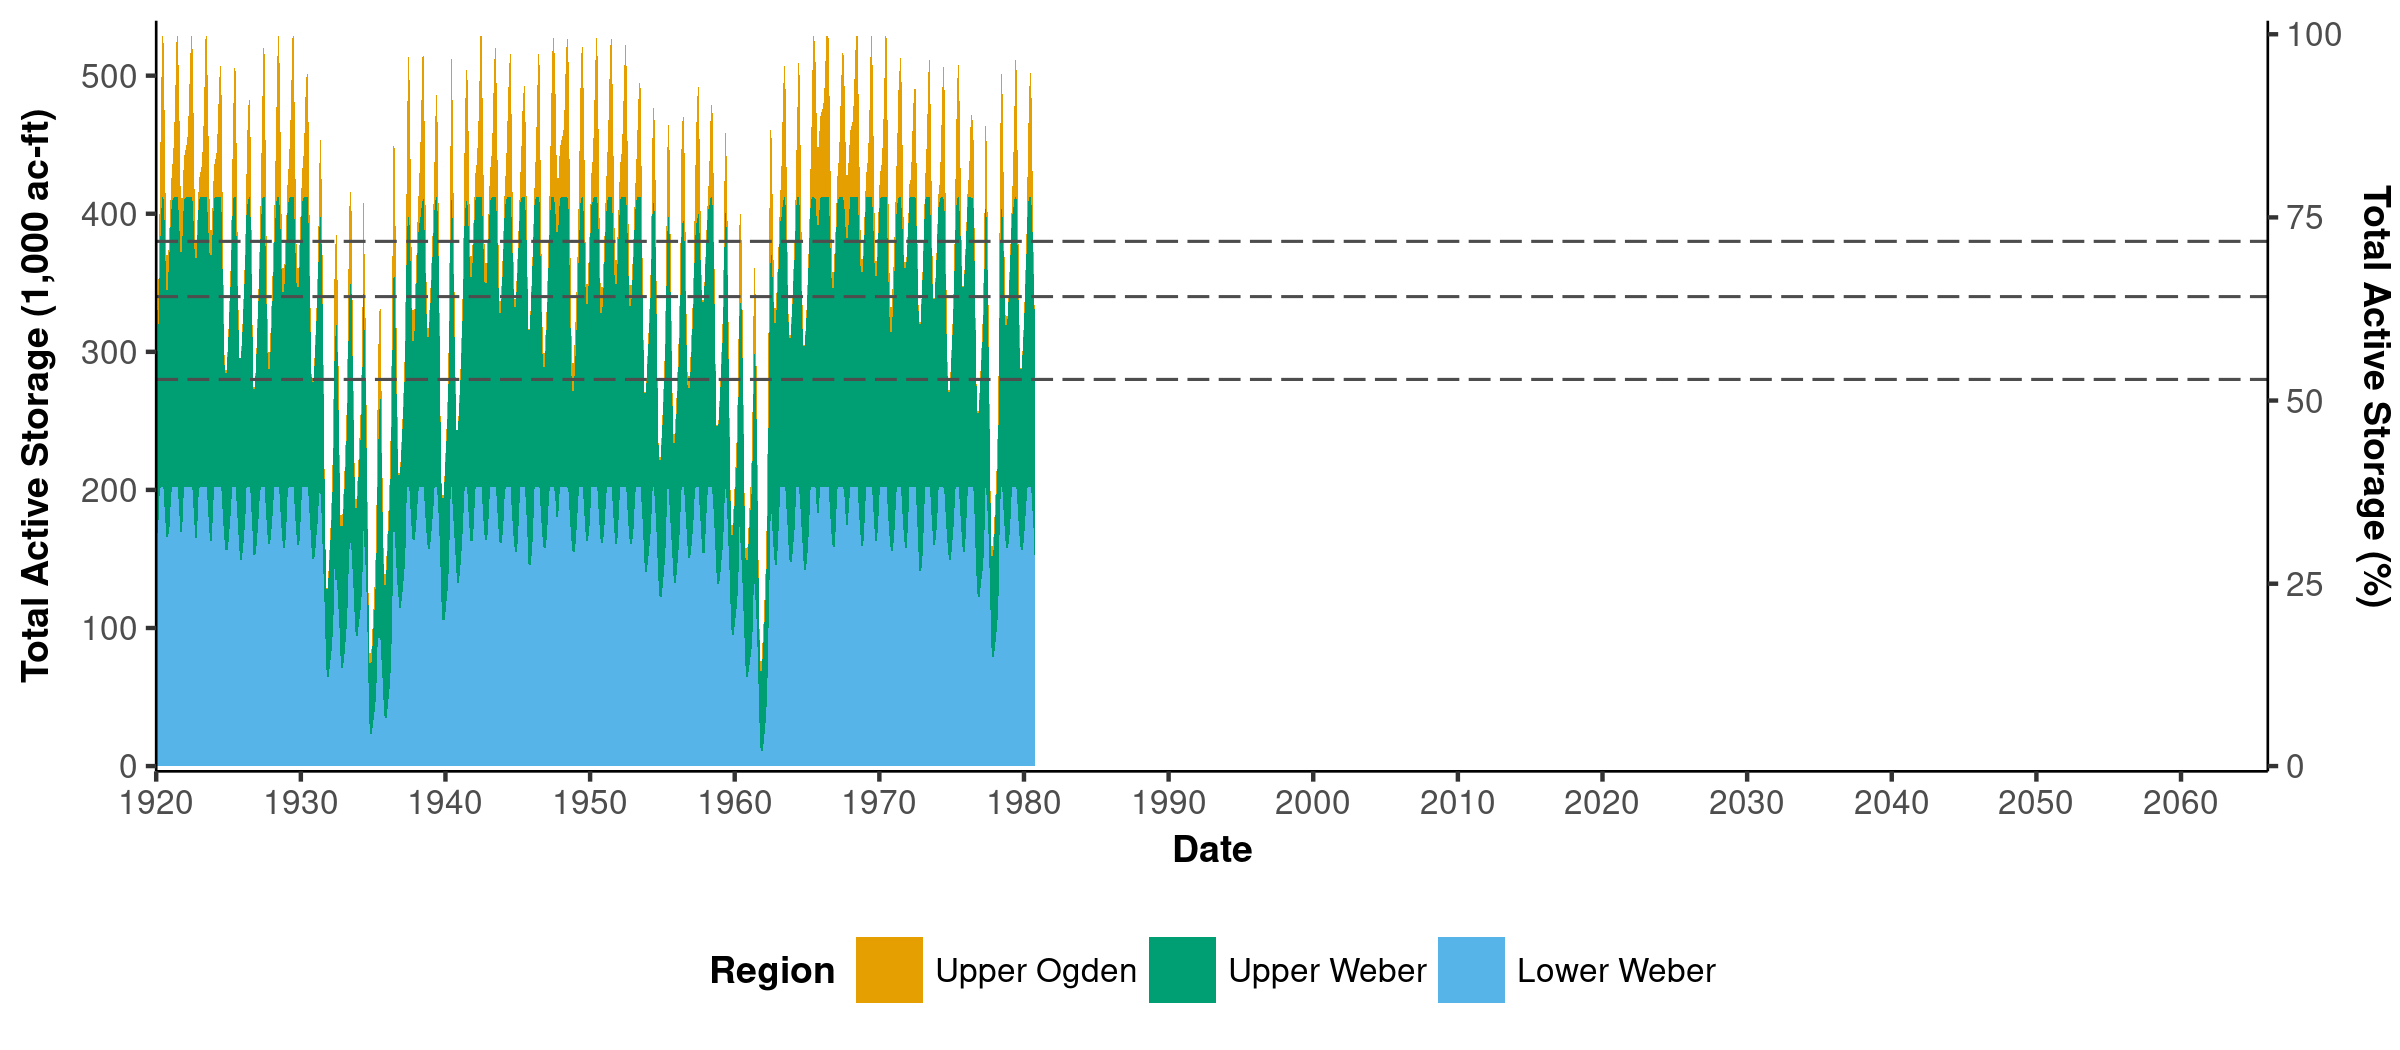 Total Active Storage (1,000 ac-ft)
500
400
300
200
100
0
100
75
50
25
0
Total Active Storage (%)
1920 1930 1940 1950 1960 1970 1980 1990 2000 2010 2020 2030 2040 2050 2060
Date
Region Upper Ogden Upper Weber Lower Weber